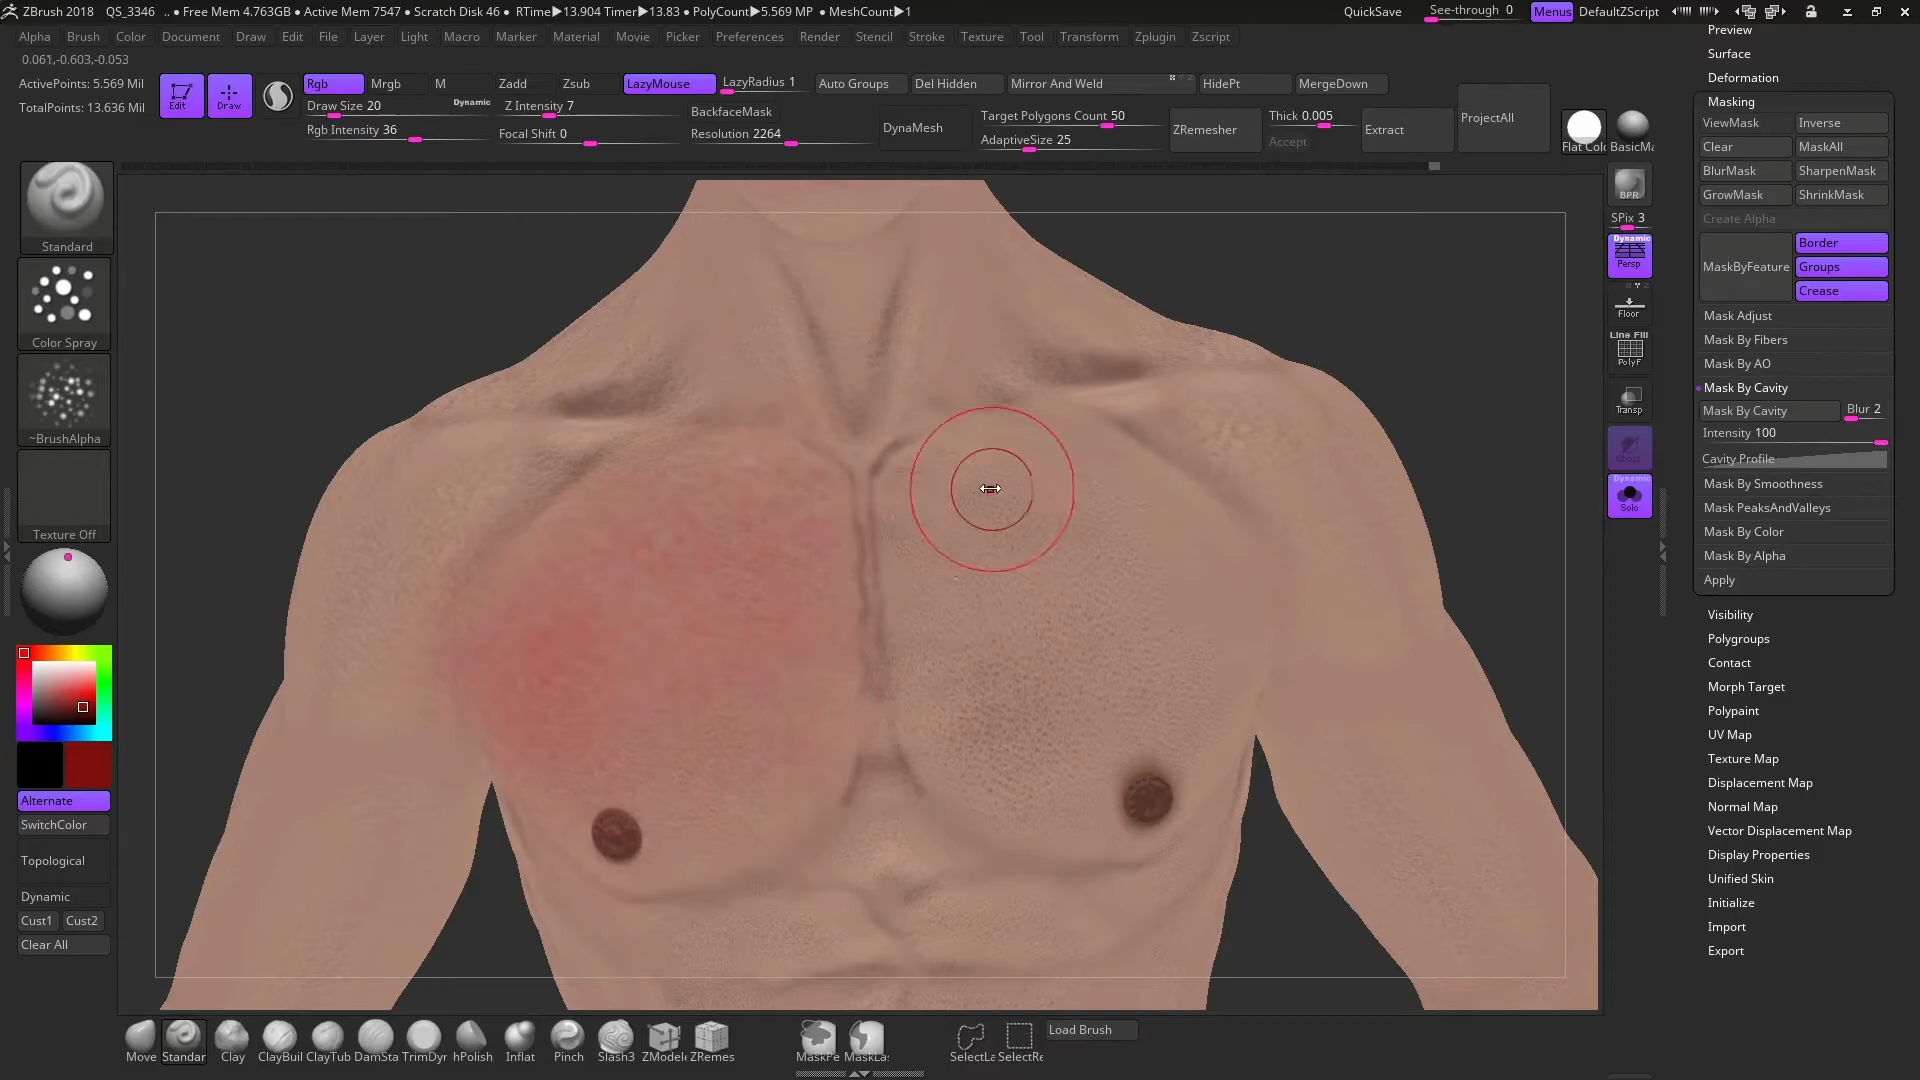 ZBrush 2018 QS_3346 .. • Free Mem 4.763GB • Active Mem 7547 • Scratch Disk 46 • RTime▶13.904 Timer▶13.83 • PolyCount▶5.569 MP • MeshCount▶1 QuickSave See-through 0 Menus DefaultZScript
Alpha Brush Color Document Draw Edit File Layer Light Macro Marker Material Movie Picker Preferences Render Stencil Stroke Texture Tool Transform Zplugin Zscript
0.061,-0.603,-0.053
ActivePoints: 5.569 Mil
TotalPoints: 13.636 Mil
Edit
Draw
Rgb Mrgb M Zadd Zsub LazyMouse LazyRadius 1 Auto Groups Del Hidden Mirror And Weld HidePt MergeDown
Draw Size 20 Dynamic Z Intensity 7 BackfaceMask
Rgb Intensity 36 Focal Shift 0 Resolution 2264
DynaMesh
Target Polygons Count 50
AdaptiveSize 25
ZRemesher
Thick 0.005
Accept
Extract
ProjectAll
Flat Colo BasicMa
Standard
Color Spray
~BrushAlpha
Texture Off
Alternate
SwitchColor
Topological
Dynamic
Cust1 Cust2
Clear All
BPR
SPix 3
Dynamic
Persp
Floor
Line Fill
PolyF
Transp
Ghost
Dynamic
Solo
Preview
Surface
Deformation
Masking
ViewMask Inverse
Clear MaskAll
BlurMask SharpenMask
GrowMask ShrinkMask
Create Alpha
MaskByFeature
Border
Groups
Crease
Mask Adjust
Mask By Fibers
Mask By AO
Mask By Cavity
Mask By Cavity Blur 2
Intensity 100
Cavity Profile
Mask By Smoothness
Mask PeaksAndValleys
Mask By Color
Mask By Alpha
Apply
Visibility
Polygroups
Contact
Morph Target
Polypaint
UV Map
Texture Map
Displacement Map
Normal Map
Vector Displacement Map
Display Properties
Unified Skin
Initialize
Import
Export
Move Standar Clay ClayBuil ClayTub DamSta TrimDyr hPolish Inflat Pinch Slash3 ZModele ZRemes MaskPe MaskLa: SelectLa SelectRe Load Brush